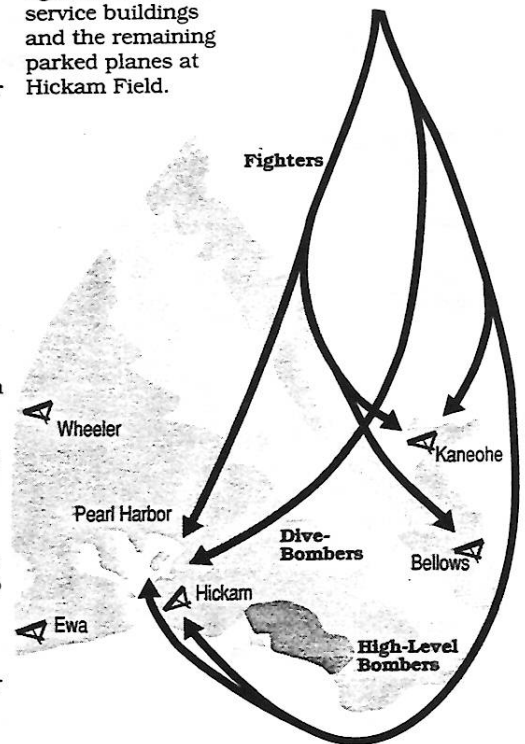 service buildings
and the remaining
parked planes at
Hickam Field.
Fighters
Wheeler
Kaneohe
Pearl Harbor
Dive-
Bombers
Bellows
Hickam
Ewa
High-Level
Bombers